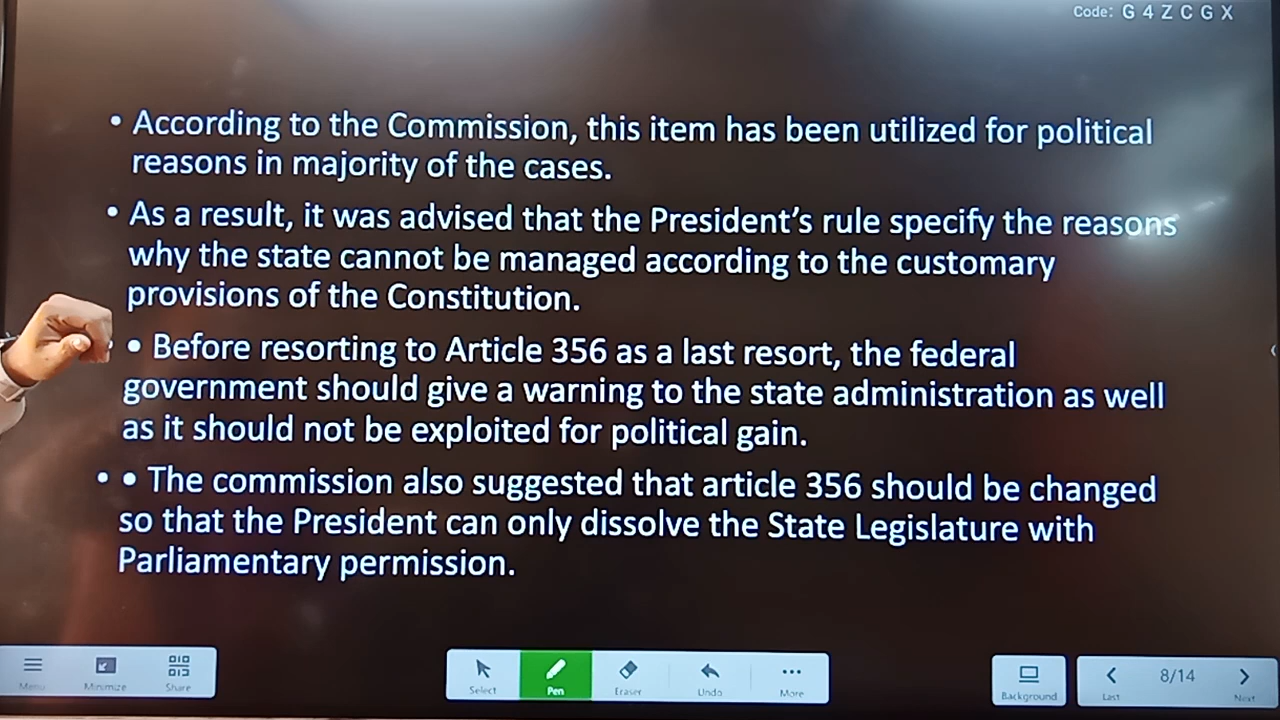 Code: G 4 Z C G X
• According to the Commission, this item has been utilized for political
reasons in majority of the cases.
• As a result, it was advised that the President's rule specify the reasons
why the state cannot be managed according to the customary
provisions of the Constitution.
• Before resorting to Article 356 as a last resort, the federal
government should give a warning to the state administration as well
as it should not be exploited for political gain.
• • The commission also suggested that article 356 should be changed
so that the President can only dissolve the State Legislature with
Parliamentary permission.
Menu Minimize Share Select Pen Eraser Undo More Background Last 8/14 Next